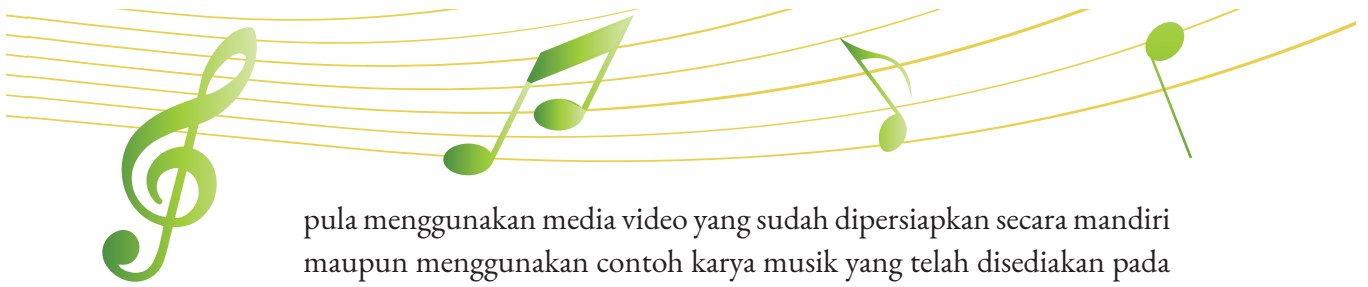 pula menggunakan media video yang sudah dipersiapkan secara mandiri
maupun menggunakan contoh karya musik yang telah disediakan pada